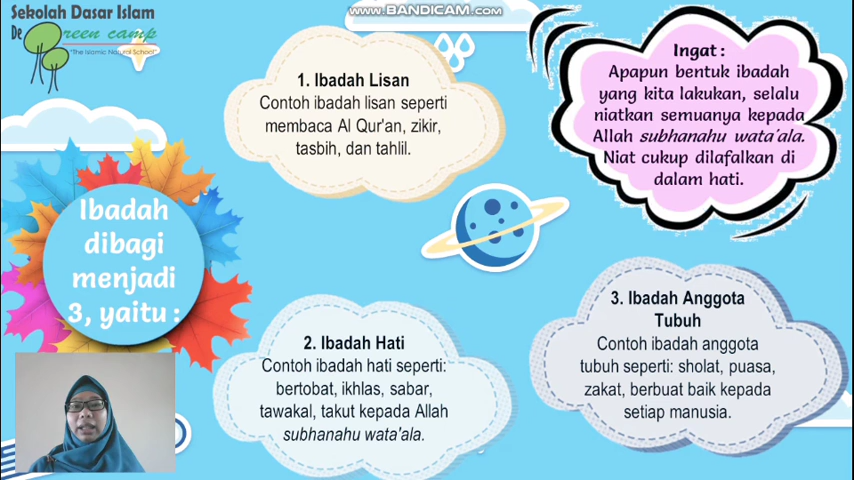 www.BANDICAM.com
Sekolah Dasar Islam
De Green camp
"The Islamic Natural School"
Ibadah
dibagi
menjadi
3, yaitu :
1. Ibadah Lisan
Contoh ibadah lisan seperti
membaca Al Qur'an, zikir,
tasbih, dan tahlil.
2. Ibadah Hati
Contoh ibadah hati seperti:
bertobat, ikhlas, sabar,
tawakal, takut kepada Allah
subhanahu wata'ala.
3. Ibadah Anggota
Tubuh
Contoh ibadah anggota
tubuh seperti: sholat, puasa,
zakat, berbuat baik kepada
setiap manusia.
Ingat :
Apapun bentuk ibadah
yang kita lakukan, selalu
niatkan semuanya kepada
Allah subhanahu wata'ala.
Niat cukup dilafalkan di
dalam hati.